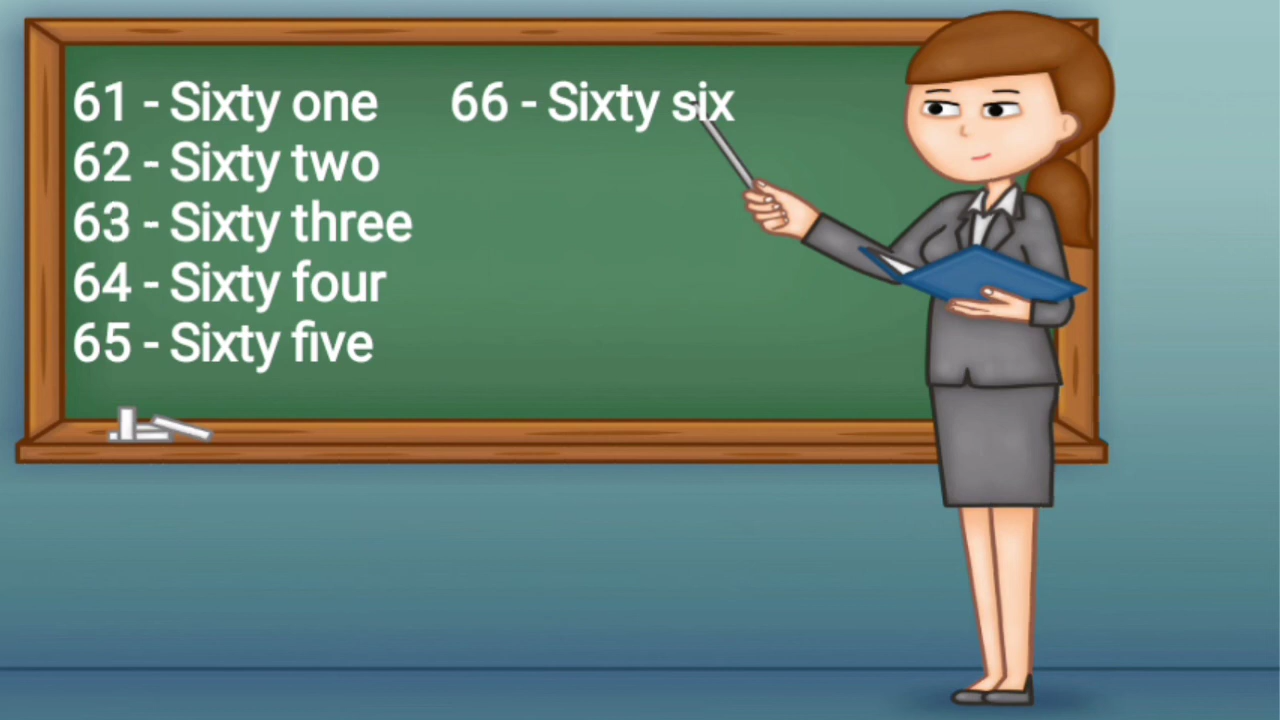 61 - Sixty one
62 - Sixty two
63 - Sixty three
64 - Sixty four
65 - Sixty five
66 - Sixty six